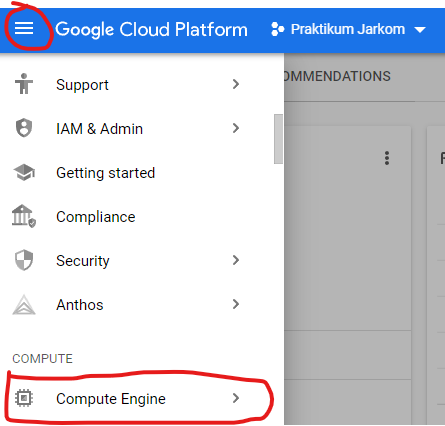 Google Cloud Platform Praktikum Jarkom
OMMENDATIONS
Support
IAM & Admin
Getting started
Compliance
Security
Anthos
COMPUTE
Compute Engine